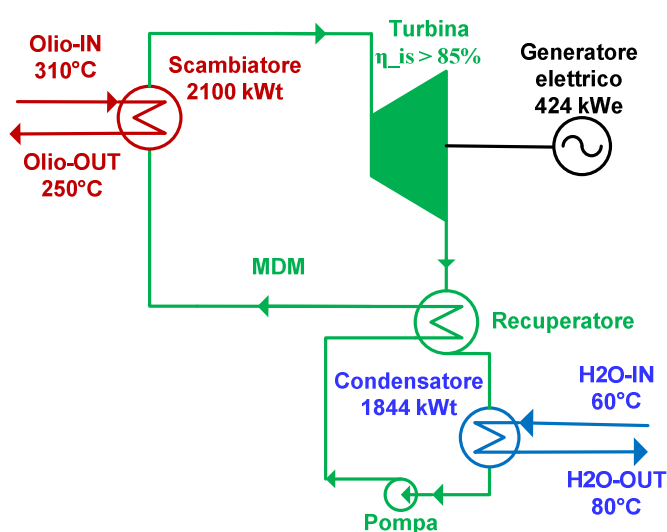 Olio-IN
310°C
Scambiatore
2100 kWt
Turbina
η_is > 85%
Generatore
elettrico
424 kWe
Olio-OUT
250°C
MDM
Recuperatore
Condensatore
1844 kWt
H2O-IN
60°C
H2O-OUT
80°C
Pompa